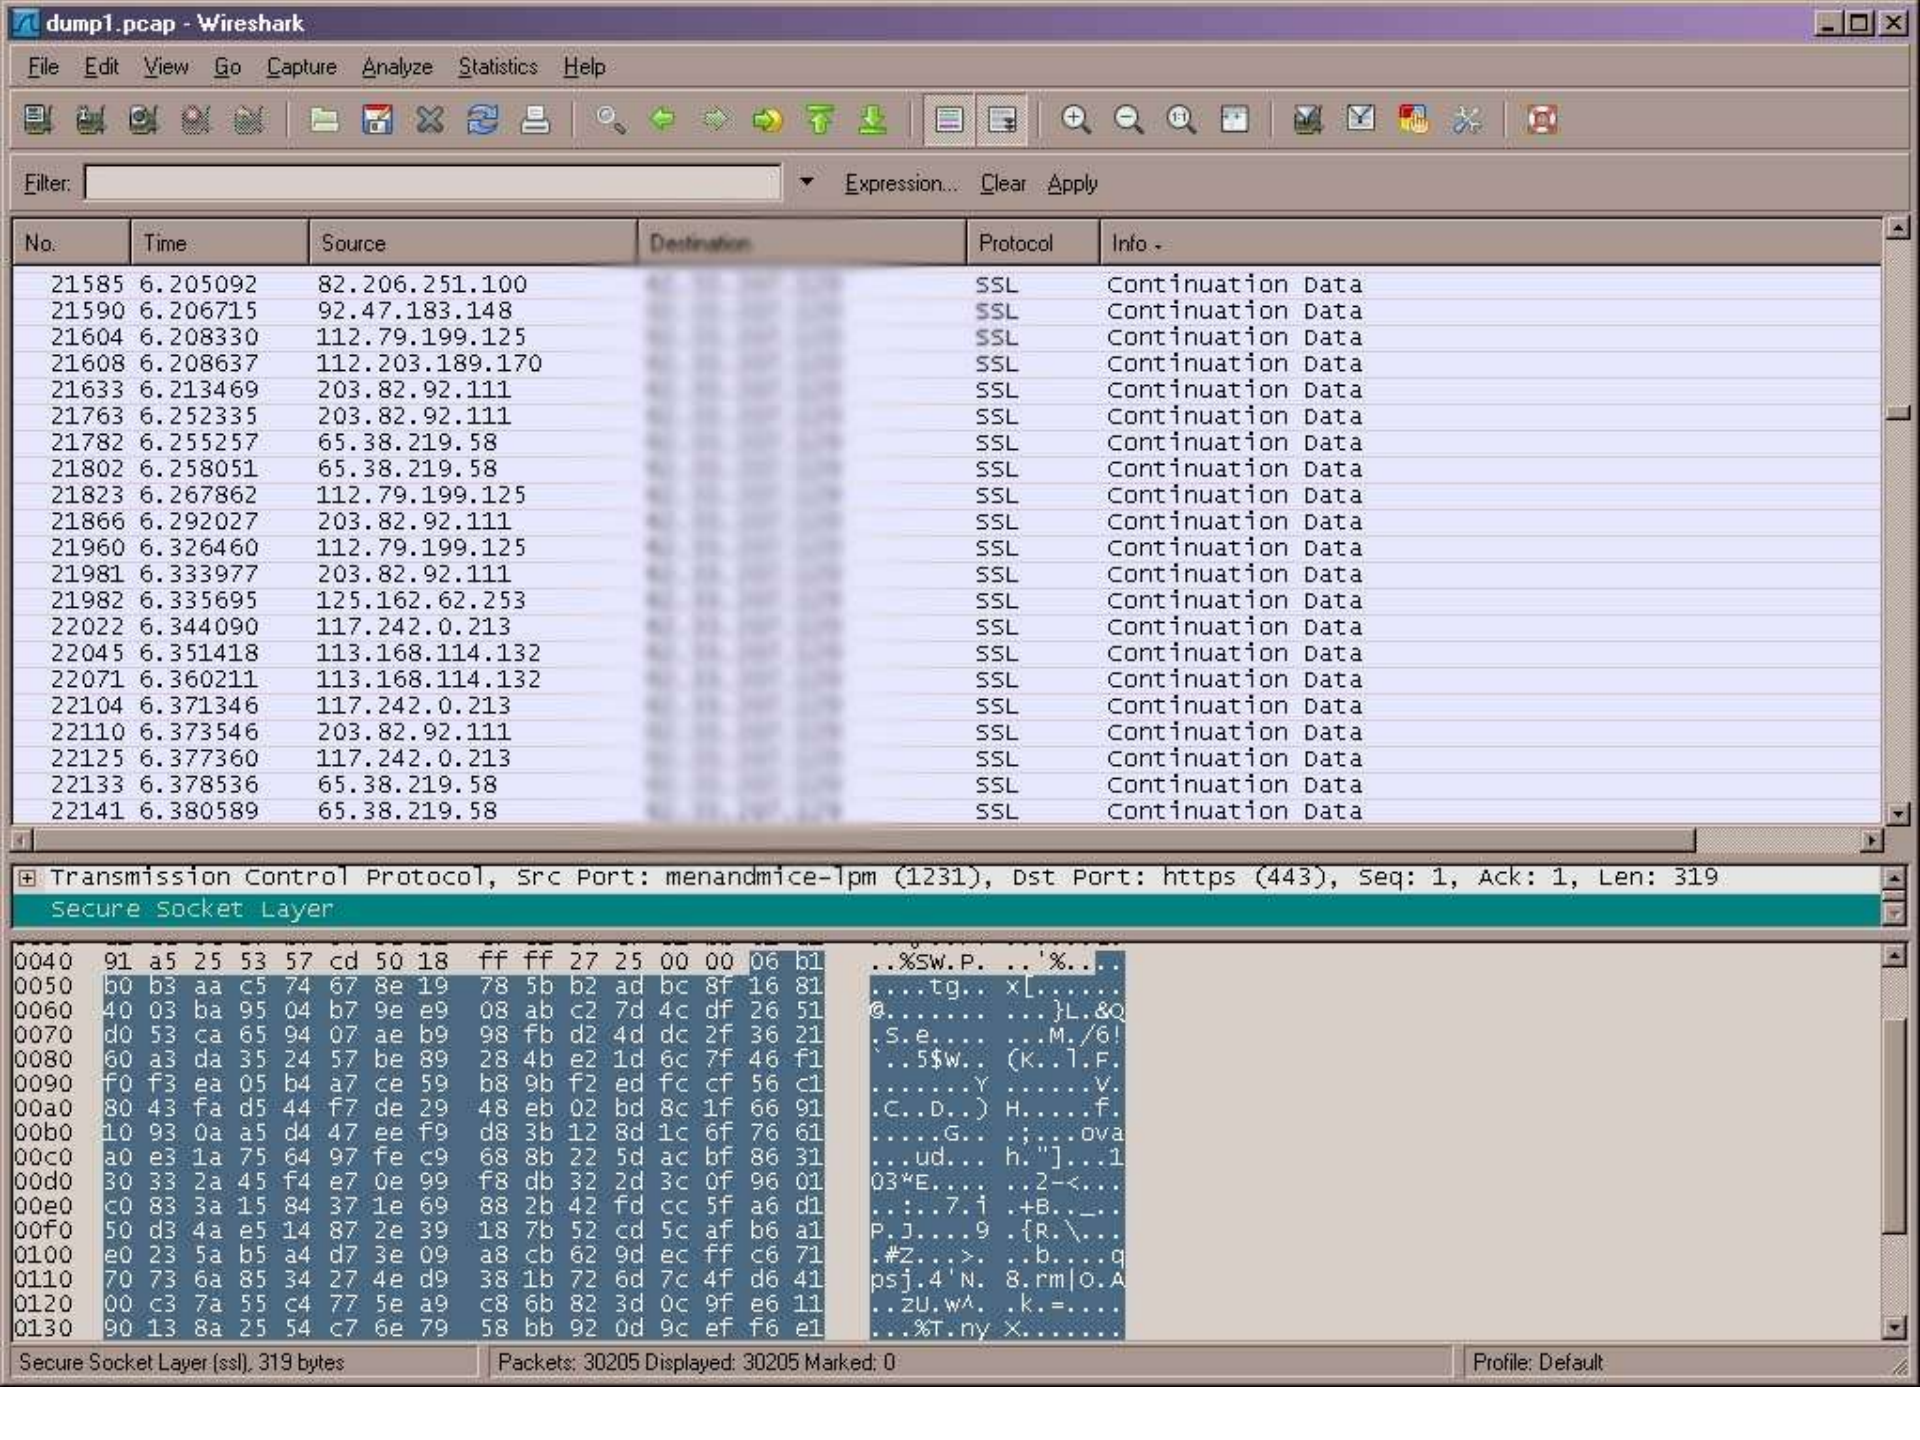 dump1.pcap - Wireshark
File Edit View Go Capture Analyze Statistics Help
Filter: Expression... Clear Apply
No. Time Source Destination Protocol Info
21585 6.205092 82.206.251.100 SSL Continuation Data
21590 6.206715 92.47.183.148 SSL Continuation Data
21604 6.208330 112.79.199.125 SSL Continuation Data
21608 6.208637 112.203.189.170 SSL Continuation Data
21633 6.213469 203.82.92.111 SSL Continuation Data
21763 6.252335 203.82.92.111 SSL Continuation Data
21782 6.255257 65.38.219.58 SSL Continuation Data
21802 6.258051 65.38.219.58 SSL Continuation Data
21823 6.267862 112.79.199.125 SSL Continuation Data
21866 6.292027 203.82.92.111 SSL Continuation Data
21960 6.326460 112.79.199.125 SSL Continuation Data
21981 6.333977 203.82.92.111 SSL Continuation Data
21982 6.335695 125.162.62.253 SSL Continuation Data
22022 6.344090 117.242.0.213 SSL Continuation Data
22045 6.351418 113.168.114.132 SSL Continuation Data
22071 6.360211 113.168.114.132 SSL Continuation Data
22104 6.371346 117.242.0.213 SSL Continuation Data
22110 6.373546 203.82.92.111 SSL Continuation Data
22125 6.377360 117.242.0.213 SSL Continuation Data
22133 6.378536 65.38.219.58 SSL Continuation Data
22141 6.380589 65.38.219.58 SSL Continuation Data
Transmission Control Protocol, Src Port: menandmice-lpm (1231), Dst Port: https (443), Seq: 1, Ack: 1, Len: 319
Secure Socket Layer
0040 91 a5 25 53 57 cd 50 18 ff ff 27 25 00 00 06 b1 ..%SW.P. ..'%....
0050 b0 b3 aa c5 74 67 8e 19 78 5b b2 ad bc 8f 16 81 ....tg.. x[......
0060 40 03 ba 95 04 b7 9e e9 08 ab c2 7d 4c df 26 51 @....... ...}L.&Q
0070 d0 53 ca 65 94 07 ae b9 98 fb d2 4d dc 2f 36 21 .S.e.... ...M./6!
0080 60 a3 da 35 24 57 be 89 28 4b e2 1d 6c 7f 46 f1 `..5$W.. (K..l.F.
0090 f0 f3 ea 05 b4 a7 ce 59 b8 9b f2 ed fc cf 56 c1 .......Y ......V.
00a0 80 43 fa d5 44 f7 de 29 48 eb 02 bd 8c 1f 66 91 .C..D..) H.....f.
00b0 10 93 0a a5 d4 47 ee f9 d8 3b 12 8d 1c 6f 76 61 .....G.. .;...ova
00c0 a0 e3 1a 75 64 97 fe c9 68 8b 22 5d ac bf 86 31 ...ud... h."]...1
00d0 30 33 2a 45 f4 e7 0e 99 f8 db 32 2d 3c 0f 96 01 03*E.... ..2-<...
00e0 c0 83 3a 15 84 37 1e 69 88 2b 42 fd cc 5f a6 d1 ..:..7.i .+B.._..
00f0 50 d3 4a e5 14 87 2e 39 18 7b 52 cd 5c af b6 a1 P.J....9 .{R.\...
0100 e0 23 5a b5 a4 d7 3e 09 a8 cb 62 9d ec ff c6 71 .#Z...>. ..b....q
0110 70 73 6a 85 34 27 4e d9 38 1b 72 6d 7c 4f d6 41 psj.4'N. 8.rm|O.A
0120 00 c3 7a 55 c4 77 5e a9 c8 6b 82 3d 0c 9f e6 11 ..zU.w^. .k.=....
0130 90 13 8a 25 54 c7 6e 79 58 bb 92 0d 9c ef f6 e1 ...%T.ny X.......
Secure Socket Layer (ssl), 319 bytes Packets: 30205 Displayed: 30205 Marked: 0 Profile: Default